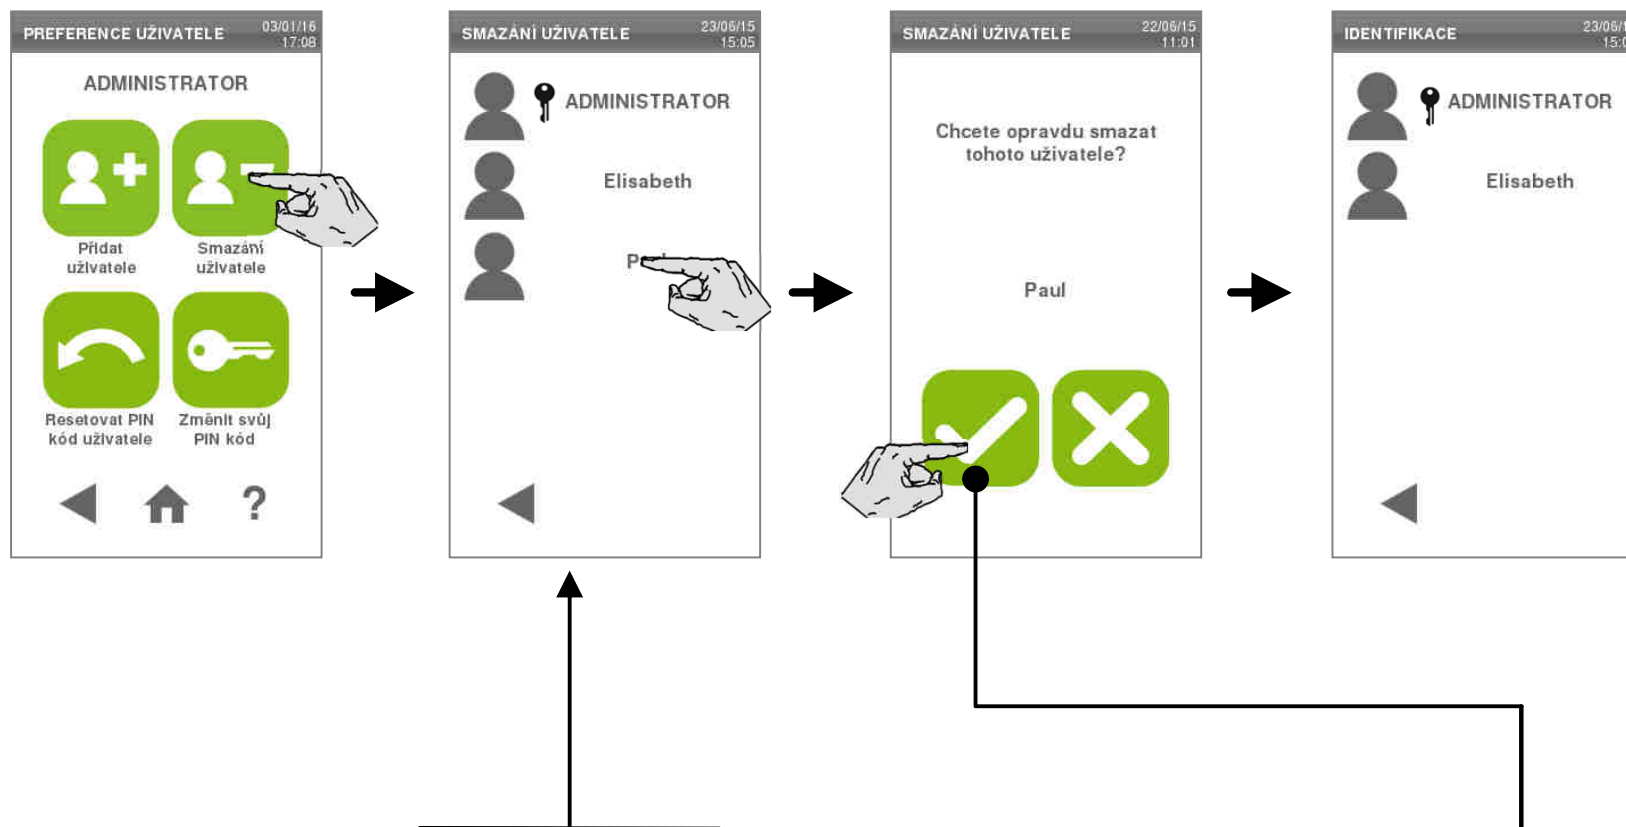 PREFERENCE UŽIVATELE
03/01/16
17:08
ADMINISTRATOR
Přidat
uživatele
Smazání
uživatele
Resetovat PIN
kód uživatele
Změnit svůj
PIN kód
?
SMAZÁNÍ UŽIVATELE
23/06/15
15:05
ADMINISTRATOR
Elisabeth
SMAZÁNÍ UŽIVATELE
22/06/15
11:01
Chcete opravdu smazat
tohoto uživatele?
Paul
IDENTIFIKACE
ADMINISTRATOR
Elisabeth